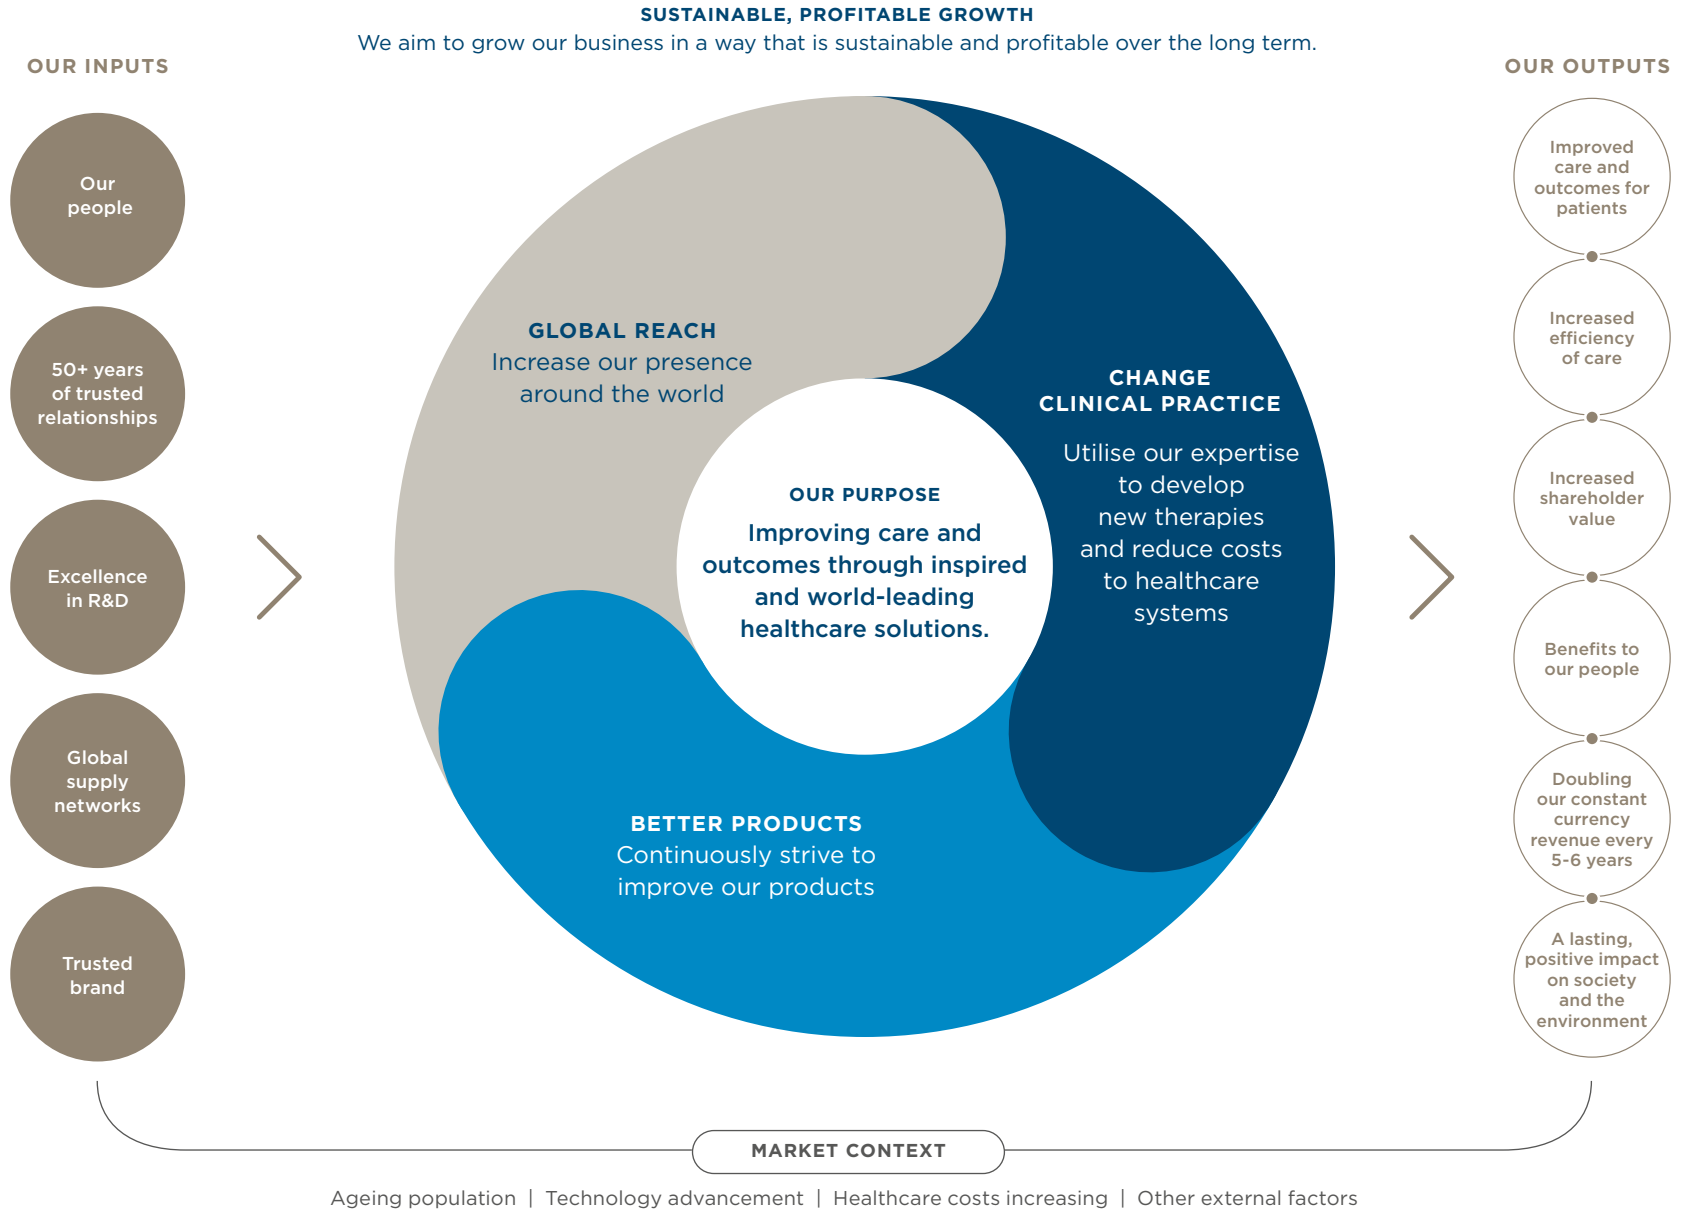 SUSTAINABLE, PROFITABLE GROWTH
We aim to grow our business in a way that is sustainable and profitable over the long term.
OUR INPUTS
Our
people
50+ years
of trusted
relationships
Excellence
in R&D
Global
supply
networks
Trusted
brand
GLOBAL REACH
Increase our presence
around the world
CHANGE
CLINICAL PRACTICE
Utilise our expertise
to develop
new therapies
and reduce costs
to healthcare
systems
OUR PURPOSE
Improving care and
outcomes through inspired
and world-leading
healthcare solutions.
BETTER PRODUCTS
Continuously strive to
improve our products
OUR OUTPUTS
Improved
care and
outcomes for
patients
Increased
efficiency
of care
Increased
shareholder
value
Benefits to
our people
Doubling
our constant
currency
revenue every
5-6 years
A lasting,
positive impact
on society
and the
environment
MARKET CONTEXT
Ageing population | Technology advancement | Healthcare costs increasing | Other external factors